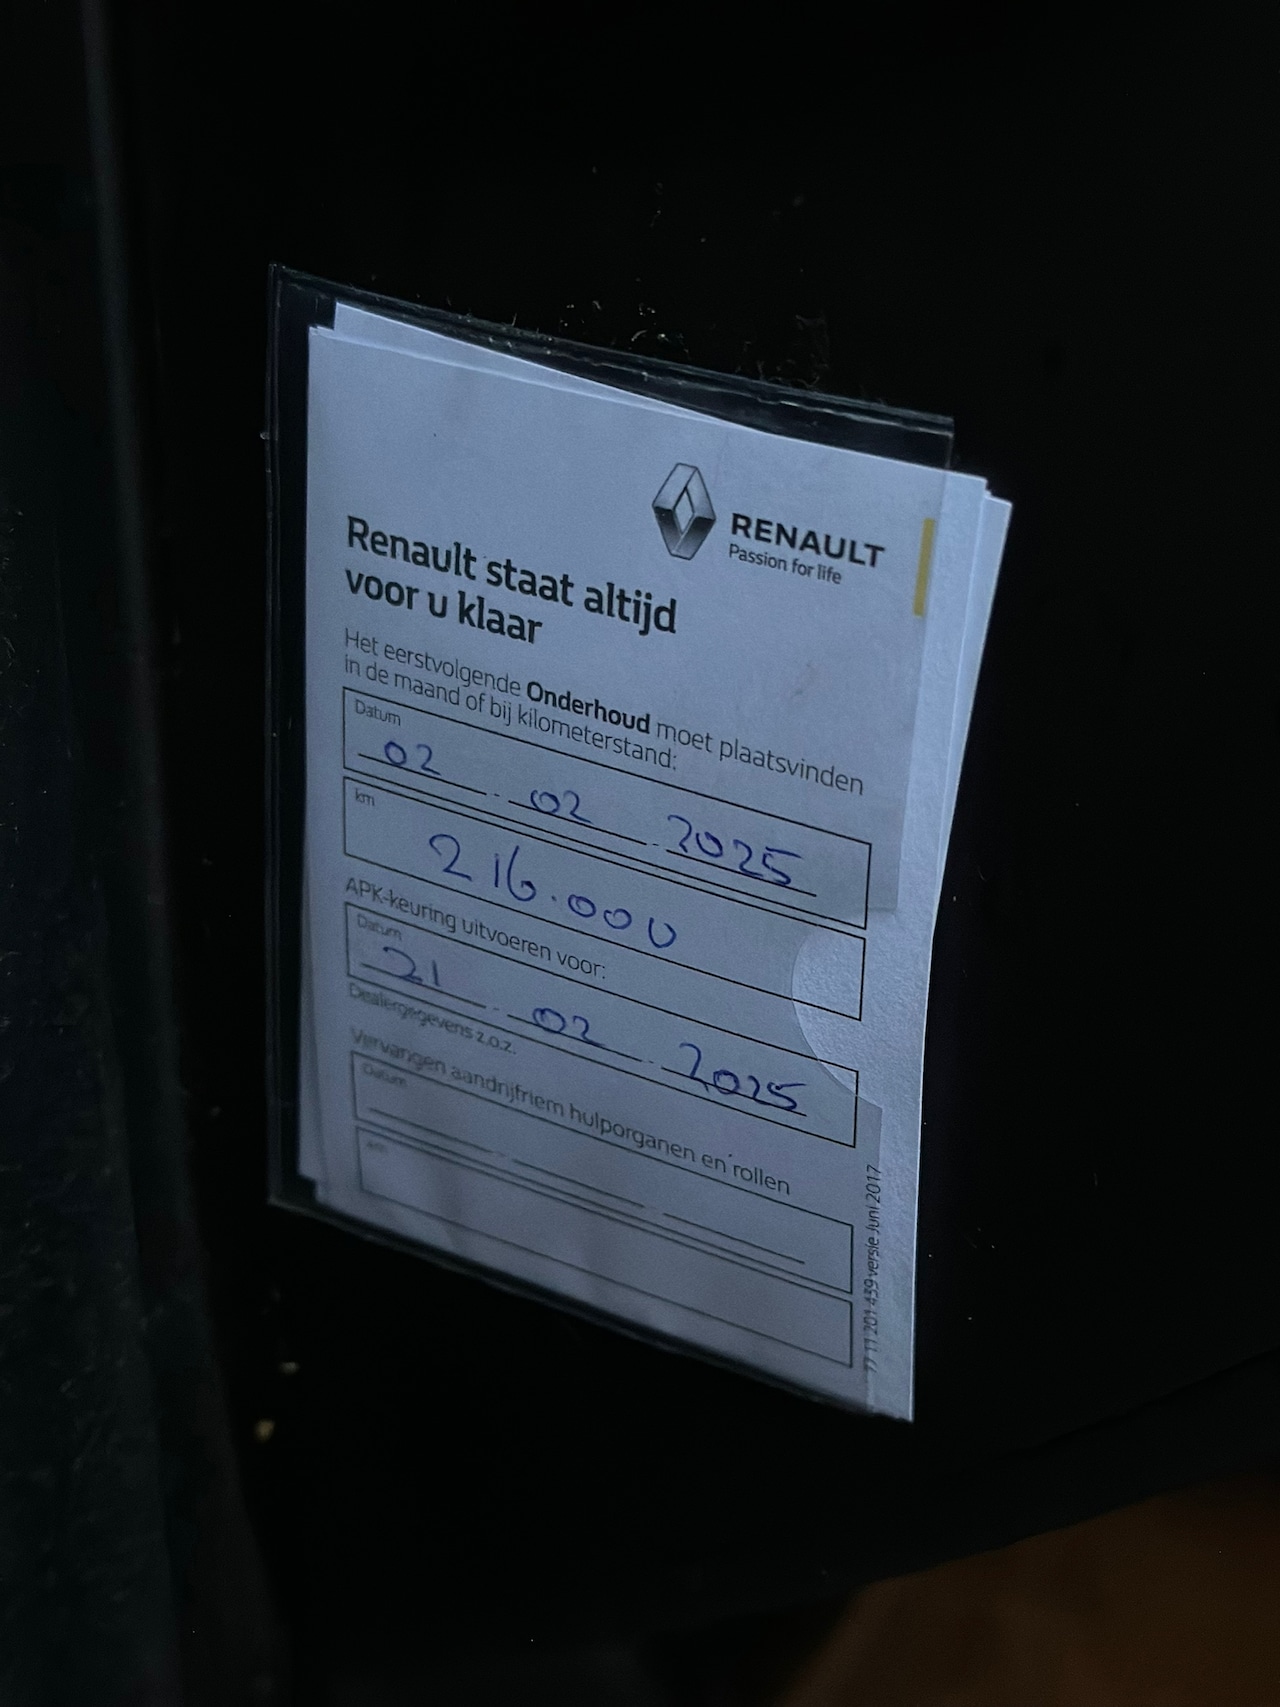 RENAULT
Passion for life
Renault staat altijd
voor u klaar
Het eerstvolgende Onderhoud moet plaatsvinden
in de maand of bij kilometerstand:
Datum
02 - 02 - 2025
km
216.000
APK-keuring uitvoeren voor:
Datum
21 - 02 - 2025
Dealergegevens z.o.z.
Vervangen aandrijfriem hulporganen en rollen
Datum
km
77 11 201 439 versie Juni 2017